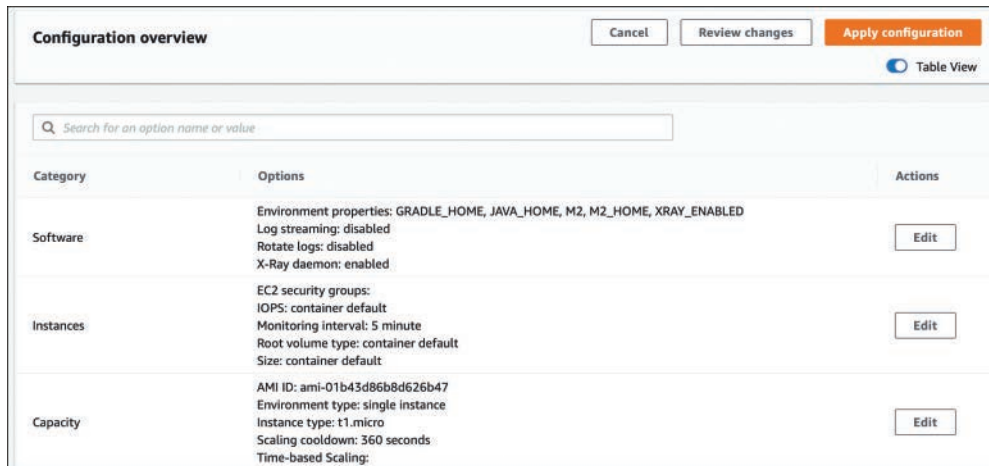 Configuration overview
Cancel
Review changes
Apply configuration
Table View
Search for an option name or value
Category
Options
Actions
Software
Environment properties: GRADLE_HOME, JAVA_HOME, M2, M2_HOME, XRAY_ENABLED
Log streaming: disabled
Rotate logs: disabled
X-Ray daemon: enabled
Edit
Instances
EC2 security groups:
IOPS: container default
Monitoring interval: 5 minute
Root volume type: container default
Size: container default
Edit
Capacity
AMI ID: ami-01b43d86b8d626b47
Environment type: single instance
Instance type: t1.micro
Scaling cooldown: 360 seconds
Time-based Scaling:
Edit